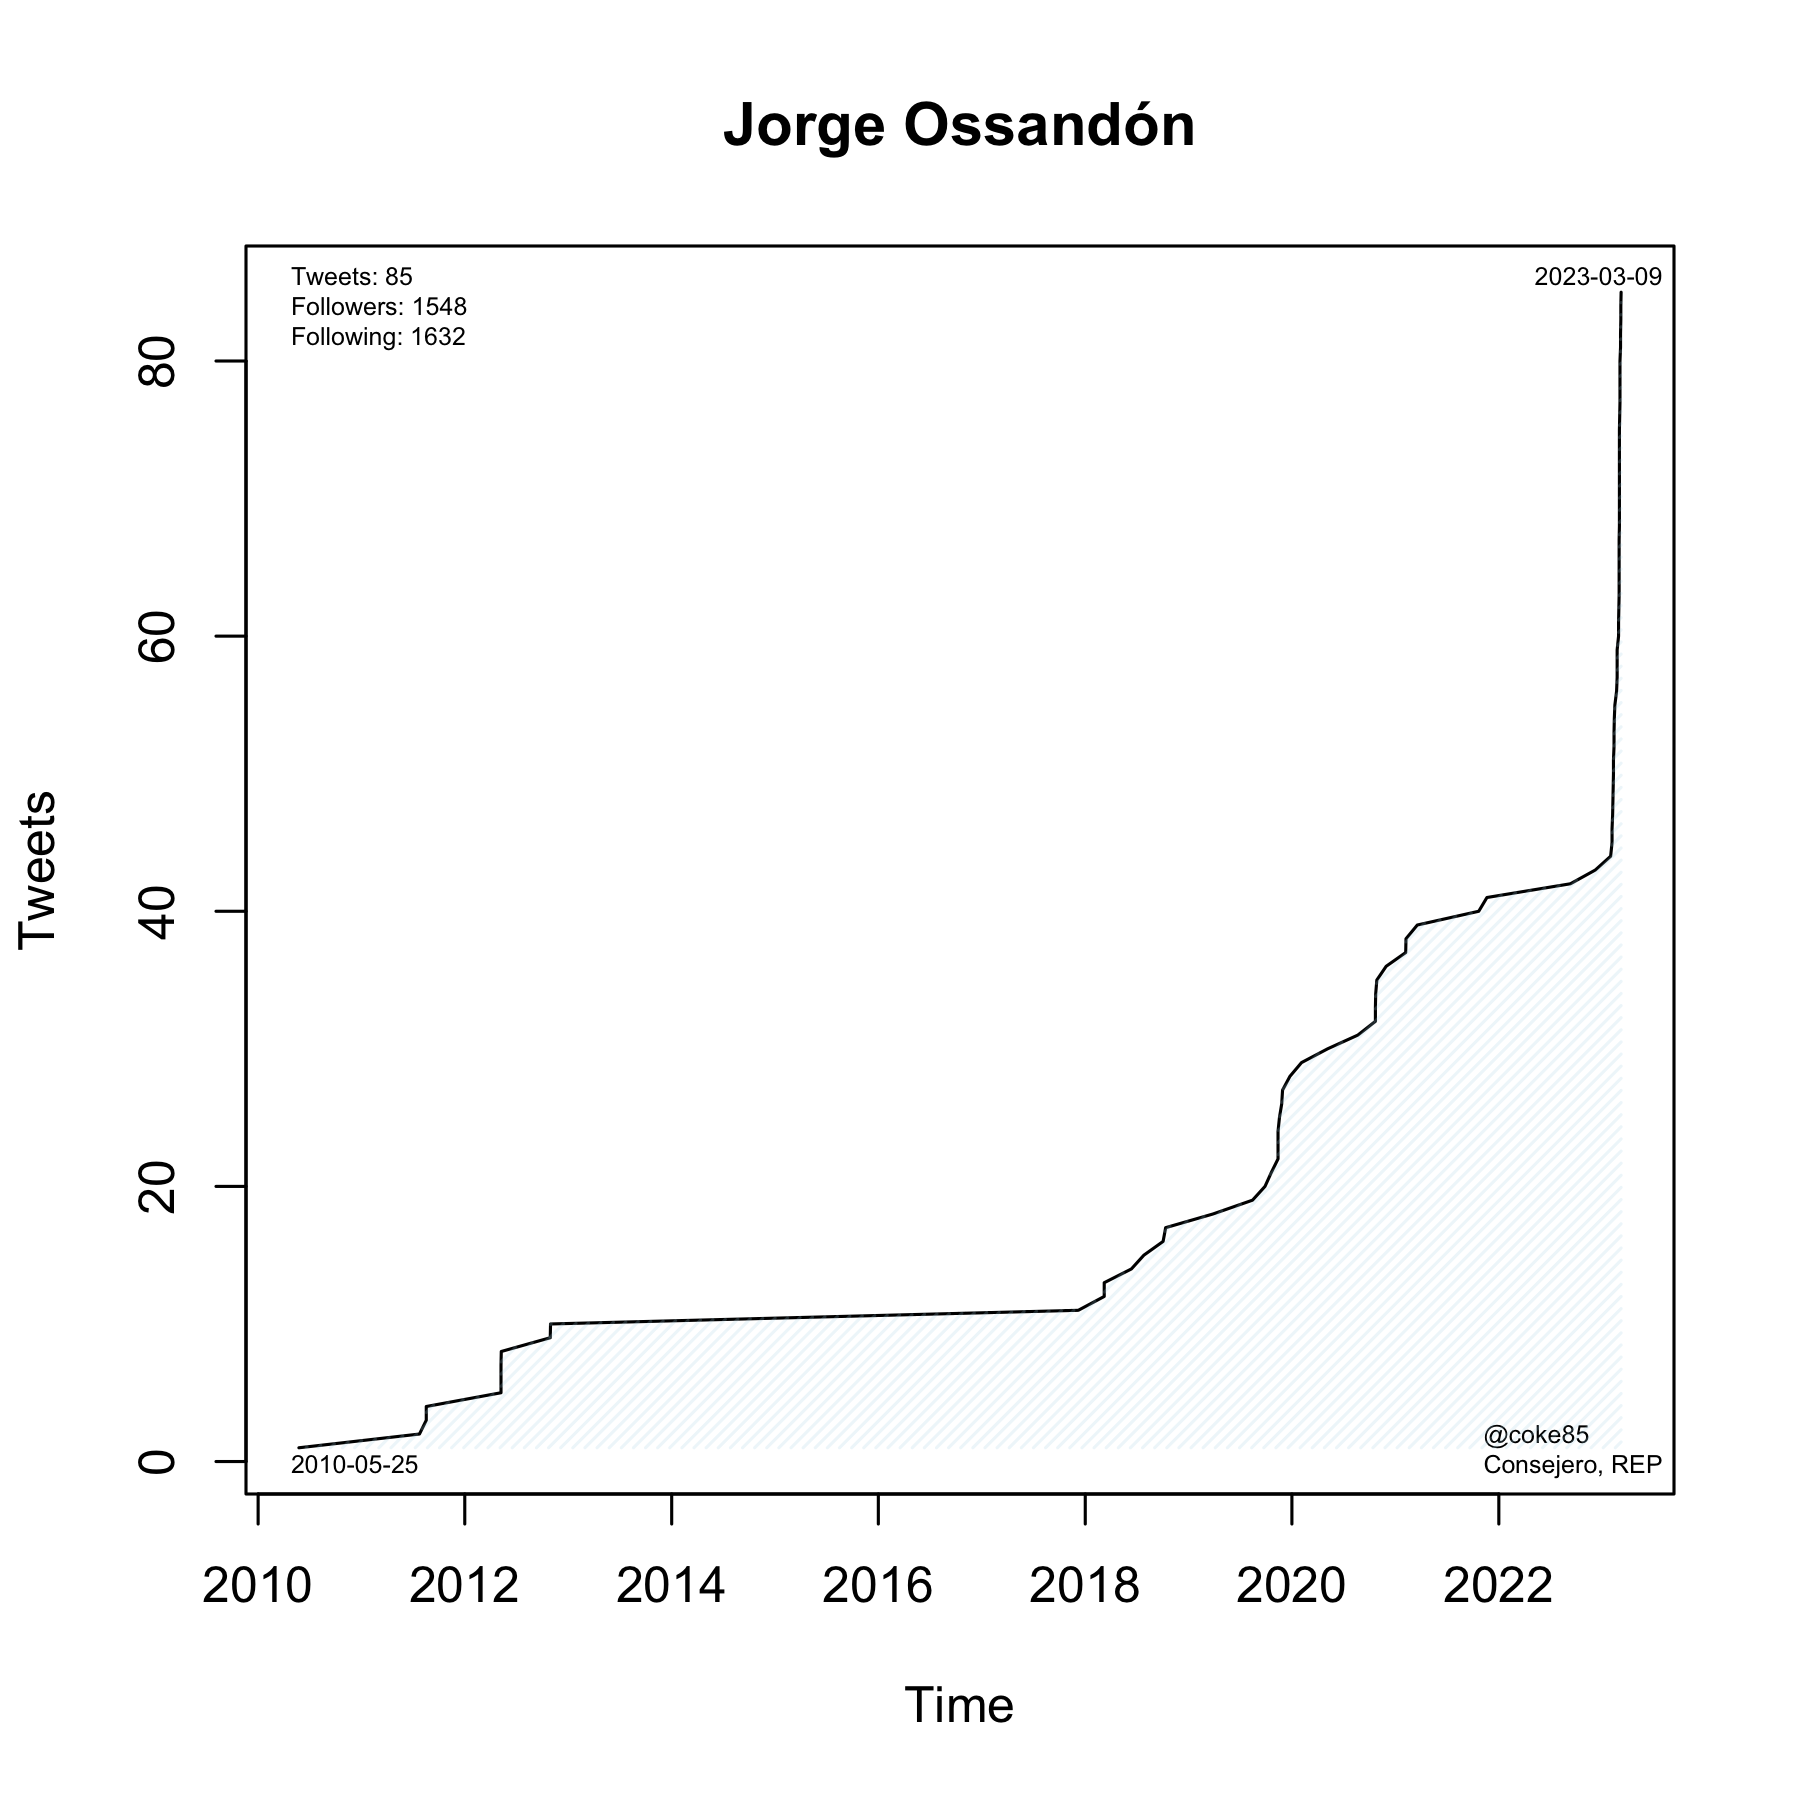 Jorge Ossandón
Tweets: 85
Followers: 1548
Following: 1632
2023-03-09
80
60
40
20
0
Tweets
@coke85
Consejero, REP
2010-05-25
2010 2012 2014 2016 2018 2020 2022
Time